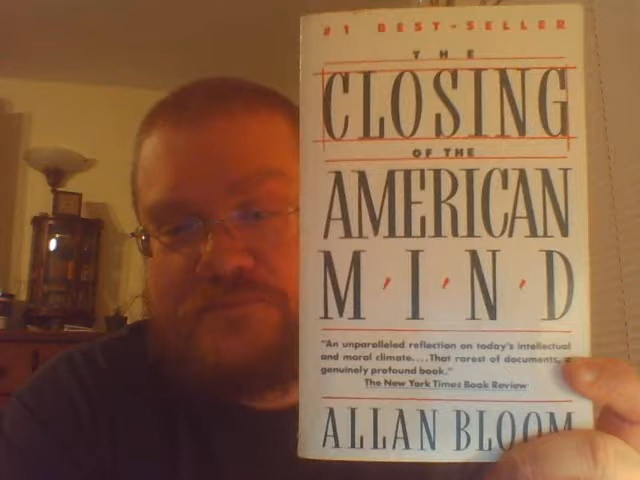 #1 BEST-SELLER
THE
CLOSING
OF THE
AMERICAN
M·I·N·D
"An unparalleled reflection on today's intellectual
and moral climate....That rarest of documents, a
genuinely profound book."
The New York Times Book Review
ALLAN BLOOM